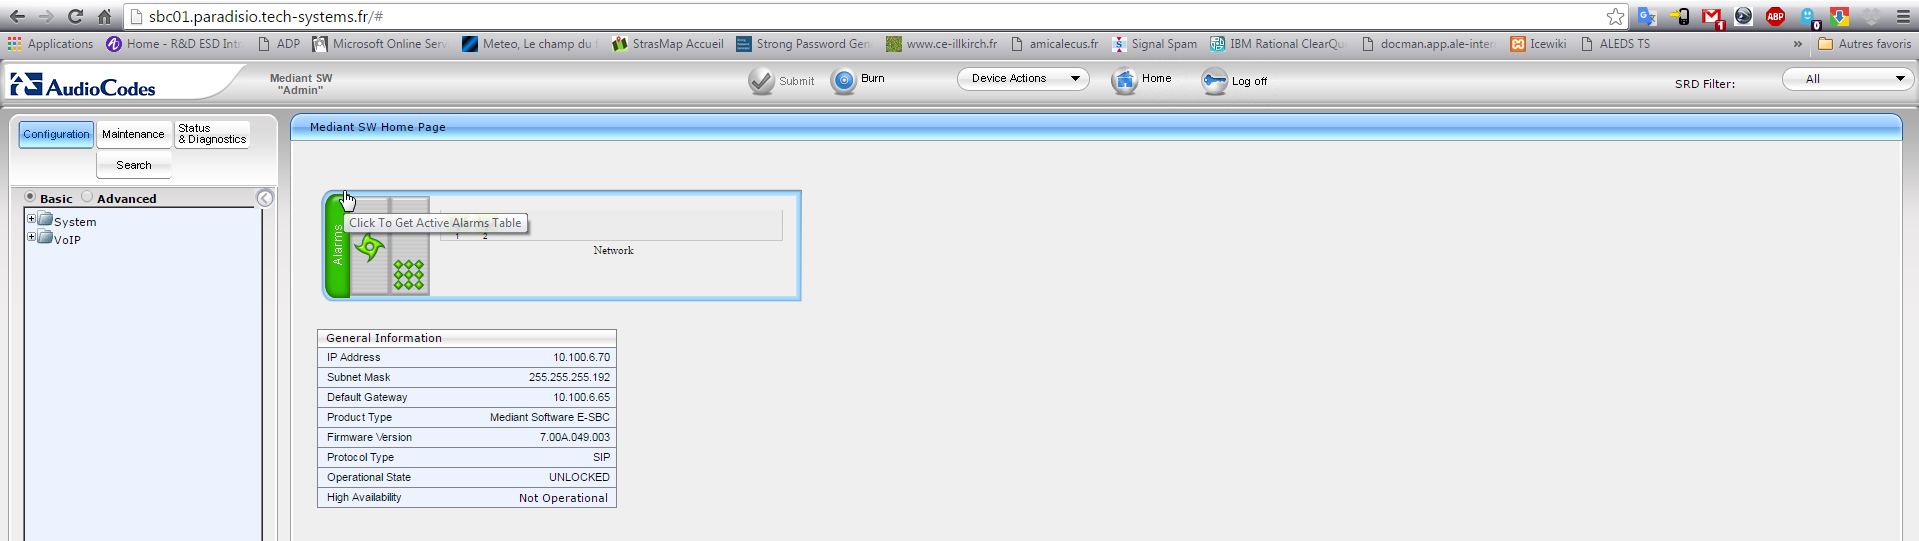 sbc01.paradisio.tech-systems.fr/#
1
ABP
0
Applications
Home - R&D ESD Intr
ADP
Microsoft Online Serv
Meteo, Le champ du f
StrasMap Accueil
Strong Password Gen
www.ce-illkirch.fr
amicalecus.fr
Signal Spam
IBM Rational ClearQu
docman.app.ale-inter
Icewiki
ALEDS TS
»
Autres favoris
AudioCodes
Mediant SW
"Admin"
Submit
Burn
Device Actions
Home
Log off
SRD Filter:
All
Configuration
Maintenance
Status
& Diagnostics
Search
Basic
Advanced
System
VoIP
Mediant SW Home Page
Alarms
Click To Get Active Alarms Table
1 2
Network
General Information
IP Address 10.100.6.70
Subnet Mask 255.255.255.192
Default Gateway 10.100.6.65
Product Type Mediant Software E-SBC
Firmware Version 7.00A.049.003
Protocol Type SIP
Operational State UNLOCKED
High Availability Not Operational